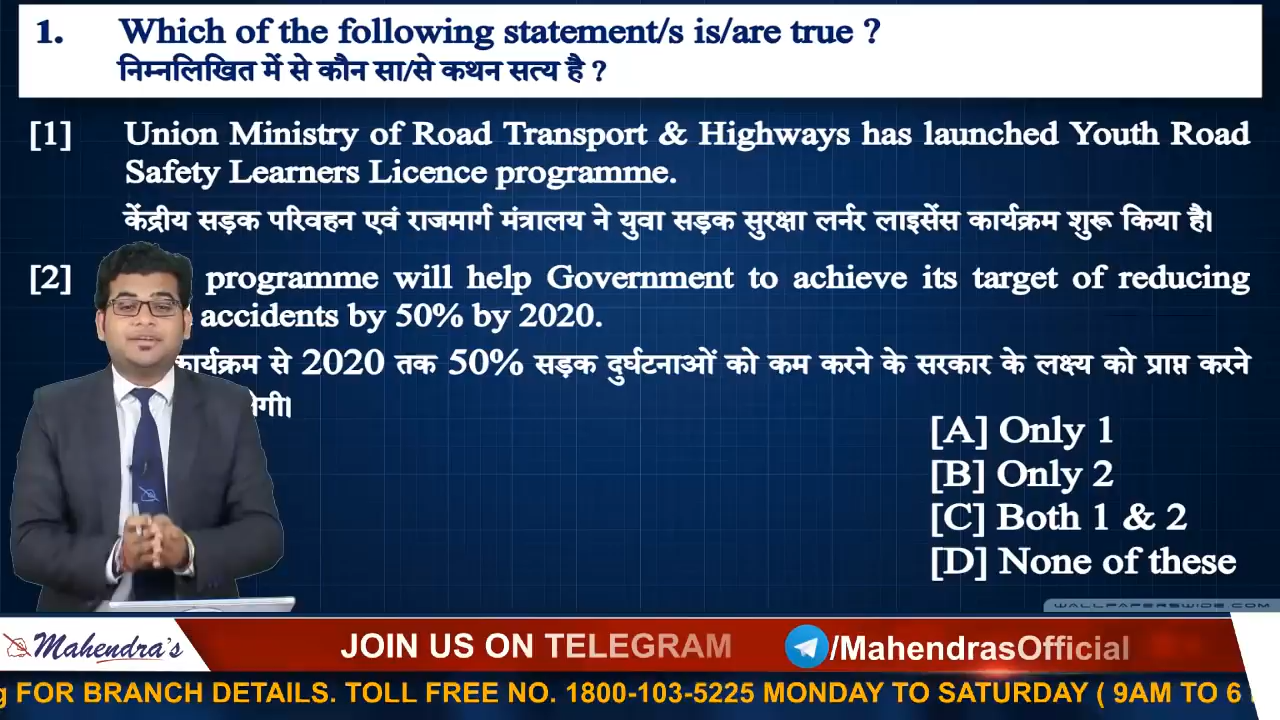 1. Which of the following statement/s is/are true ?
निम्नलिखित में से कौन सा/से कथन सत्य है ?
[1] Union Ministry of Road Transport & Highways has launched Youth Road
Safety Learners Licence programme.
केंद्रीय सड़क परिवहन एवं राजमार्ग मंत्रालय ने युवा सड़क सुरक्षा लर्नर लाइसेंस कार्यक्रम शुरू किया है।
[2] programme will help Government to achieve its target of reducing
accidents by 50% by 2020.
कार्यक्रम से 2020 तक 50% सड़क दुर्घटनाओं को कम करने के सरकार के लक्ष्य को प्राप्त करने
[A] Only 1
[B] Only 2
[C] Both 1 & 2
[D] None of these
WALLPAPERSWIDE.COM
Mahendra's
JOIN US ON TELEGRAM
/MahendrasOfficial
FOR BRANCH DETAILS. TOLL FREE NO. 1800-103-5225 MONDAY TO SATURDAY ( 9AM TO 6